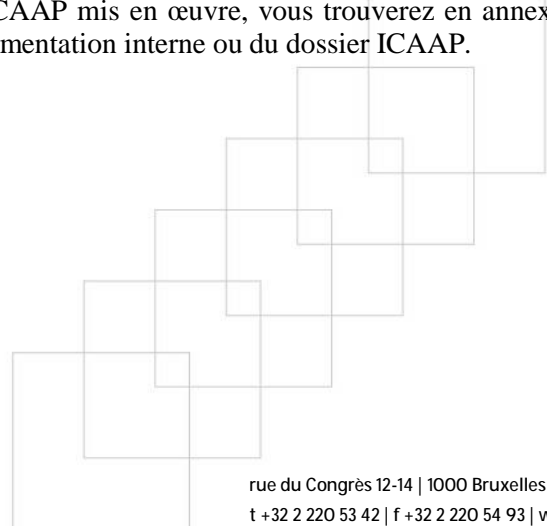 CAAP mis en œuvre, vous trouverez en annex
mentation interne ou du dossier ICAAP.
rue du Congrès 12-14 | 1000 Bruxelles
t +32 2 220 53 42 | f +32 2 220 54 93 |